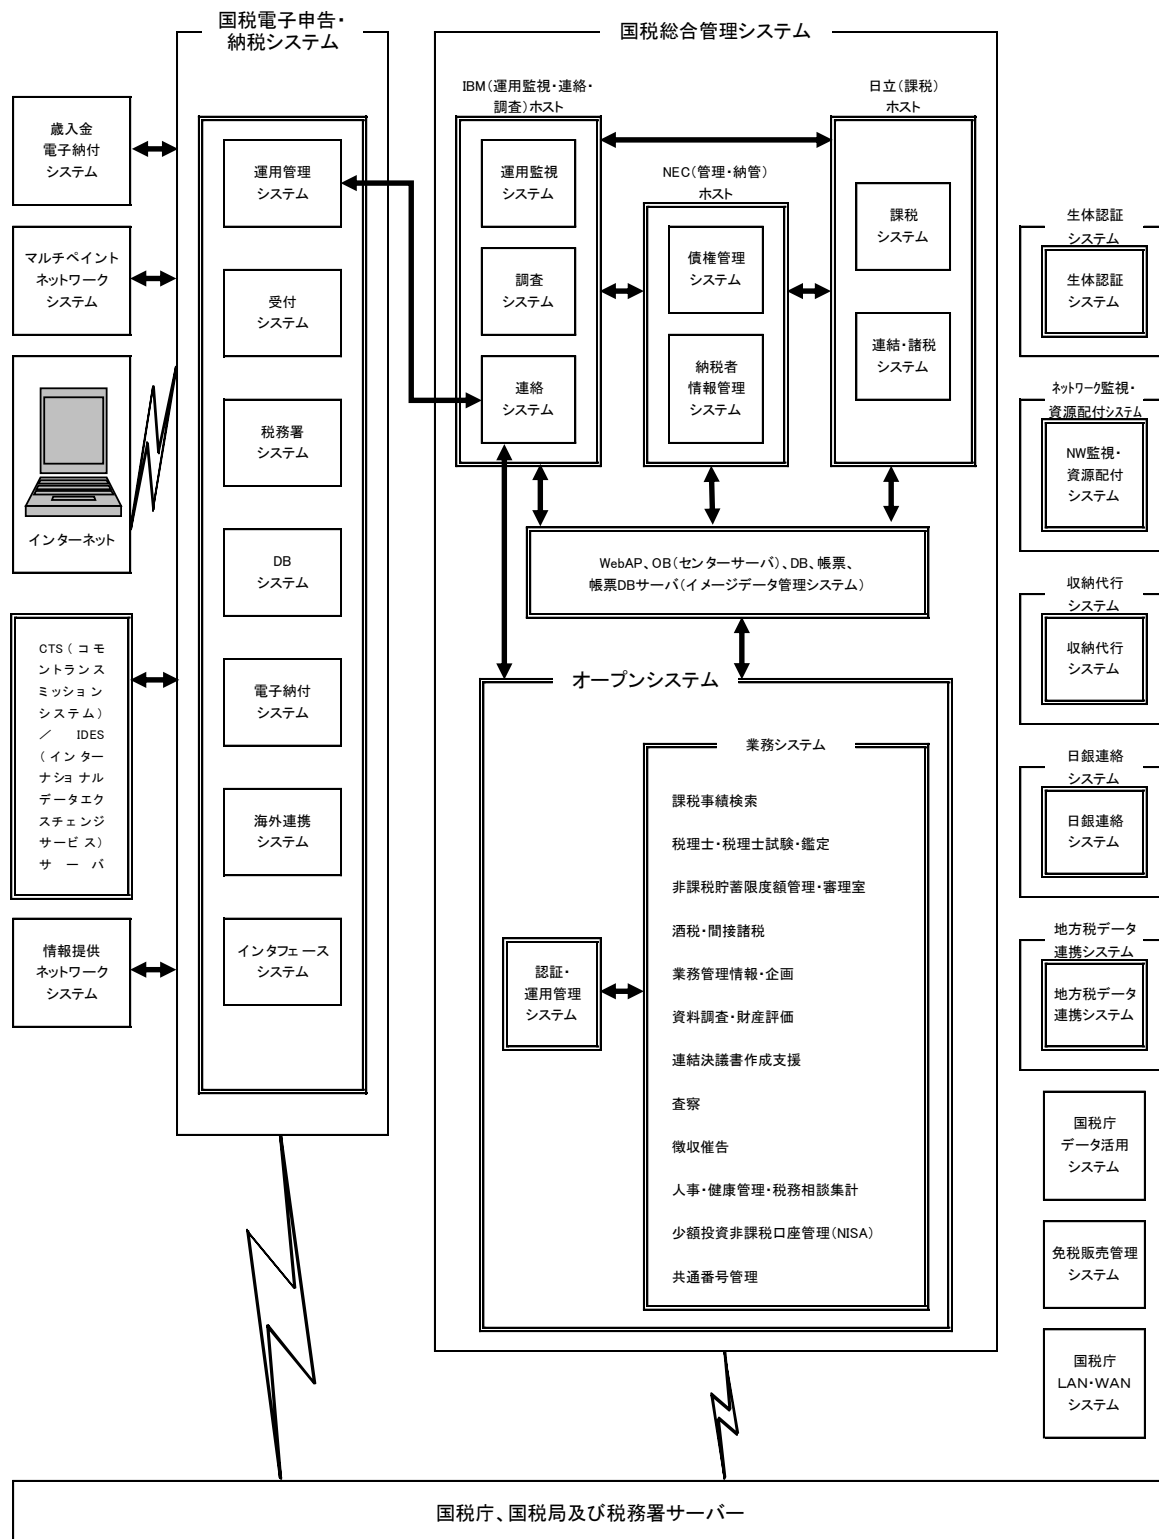 国税電子申告・
納税システム
国税総合管理システム
歳入金
電子納付
システム
マルチペイント
ネットワーク
システム
インターネット
CTS(コモ
ントランス
ミッション
システム)
／ IDES
(インター
ナショナル
データエク
スチェンジ
サービス)
サーバ
情報提供
ネットワーク
システム
運用管理
システム
受付
システム
税務署
システム
DB
システム
電子納付
システム
海外連携
システム
インタフェース
システム
IBM(運用監視・連絡・
調査)ホスト
運用監視
システム
調査
システム
連絡
システム
NEC(管理・納管)
ホスト
債権管理
システム
納税者
情報管理
システム
日立(課税)
ホスト
課税
システム
連結・諸税
システム
WebAP、OB(センターサーバ)、DB、帳票、
帳票DBサーバ(イメージデータ管理システム)
オープンシステム
認証・
運用管理
システム
業務システム
課税事績検索
税理士・税理士試験・鑑定
非課税貯蓄限度額管理・審理室
酒税・間接諸税
業務管理情報・企画
資料調査・財産評価
連結決議書作成支援
査察
徴収催告
人事・健康管理・税務相談集計
少額投資非課税口座管理(NISA)
共通番号管理
生体認証
システム
生体認証
システム
ネットワーク監視・
資源配付システム
NW監視・
資源配付
システム
収納代行
システム
収納代行
システム
日銀連絡
システム
日銀連絡
システム
地方税データ
連携システム
地方税データ
連携システム
国税庁
データ活用
システム
免税販売管理
システム
国税庁
LAN・WAN
システム
国税庁、国税局及び税務署サーバー